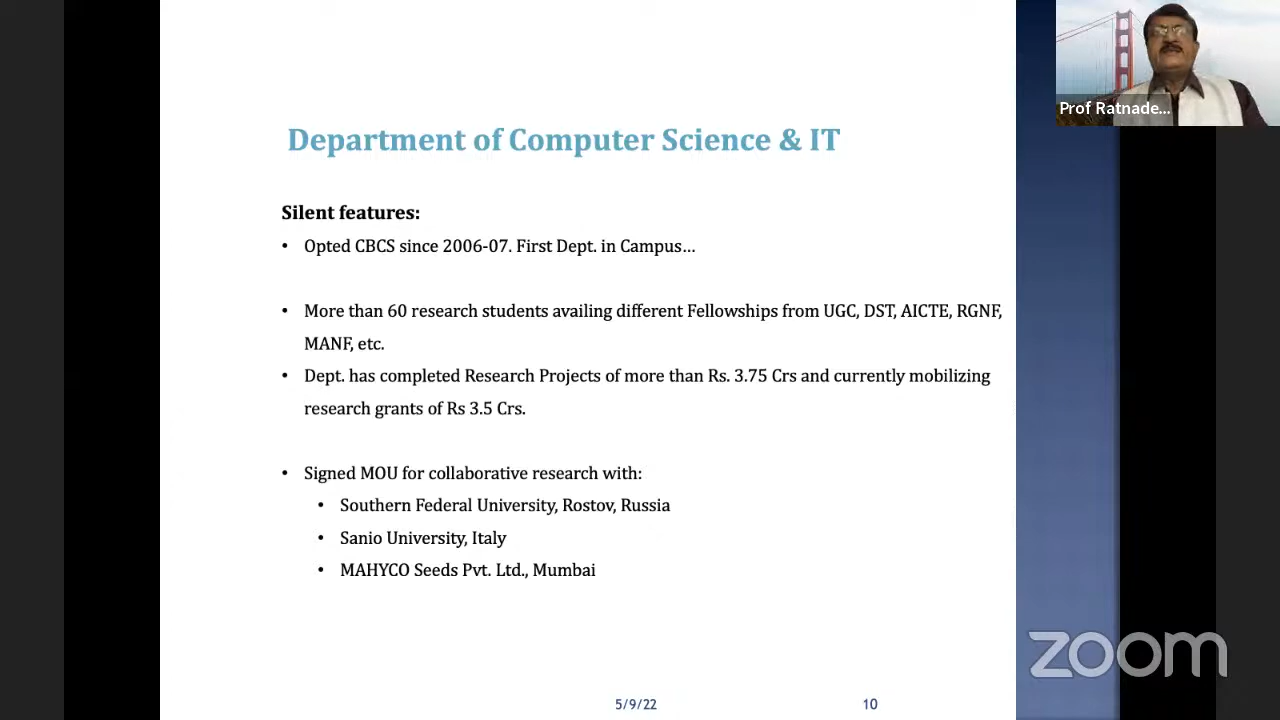 Prof Ratnade...
Department of Computer Science & IT
Silent features:
• Opted CBCS since 2006-07. First Dept. in Campus…
• More than 60 research students availing different Fellowships from UGC, DST, AICTE, RGNF,
MANF, etc.
• Dept. has completed Research Projects of more than Rs. 3.75 Crs and currently mobilizing
research grants of Rs 3.5 Crs.
• Signed MOU for collaborative research with:
• Southern Federal University, Rostov, Russia
• Sanio University, Italy
• MAHYCO Seeds Pvt. Ltd., Mumbai
zoom
5/9/22 10